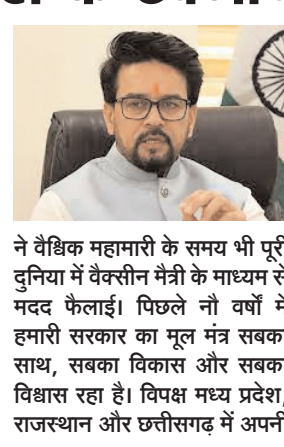 ने वैश्विक महामारी के समय भी पूरी
दुनिया में वैक्सीन मैत्री के माध्यम से
मदद फैलाई। पिछले नौ वर्षों में
हमारी सरकार का मूल मंत्र सबका
साथ, सबका विकास और सबका
विश्वास रहा है। विपक्ष मध्य प्रदेश,
राजस्थान और छत्तीसगढ़ में अपनी